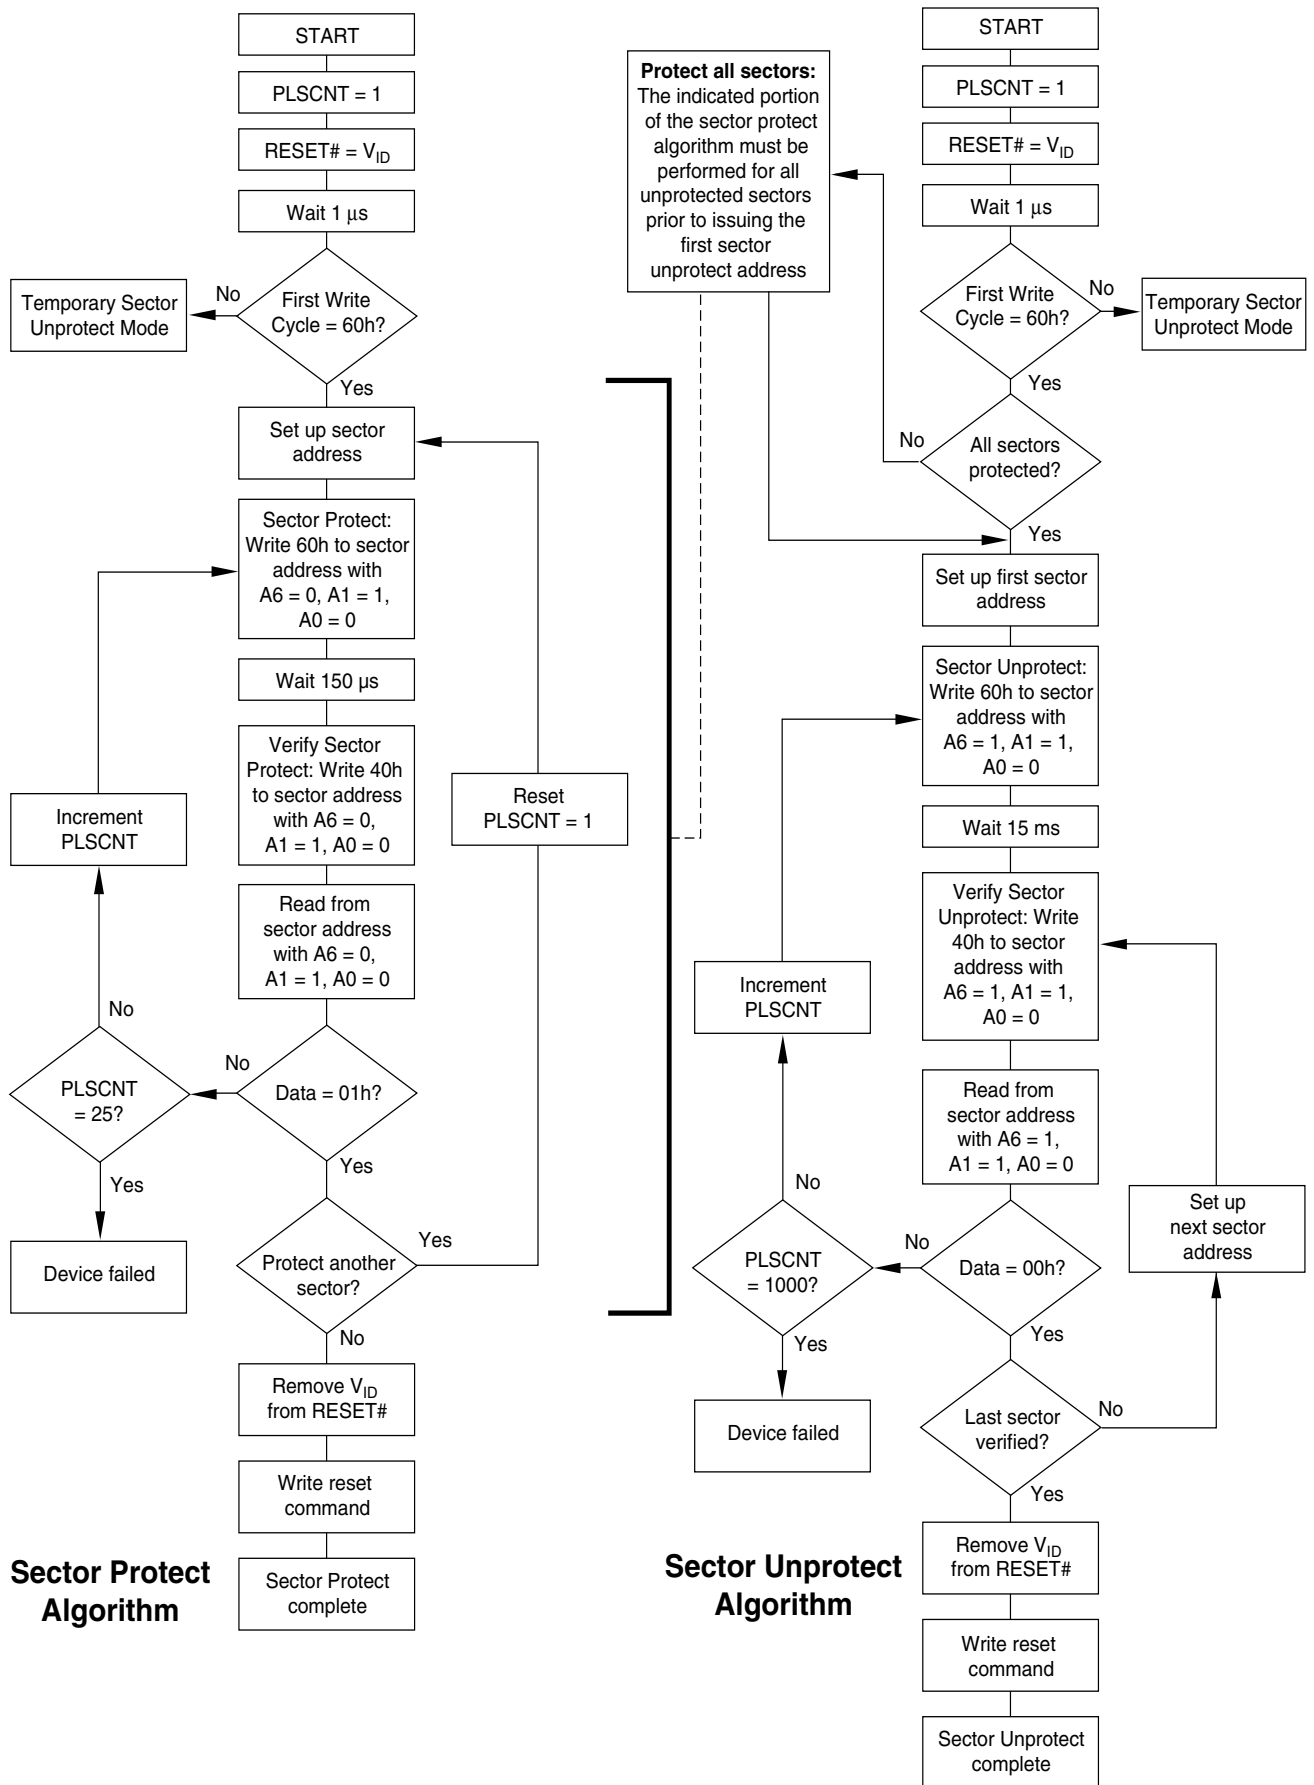 START
PLSCNT = 1
RESET# = VID
Wait 1 μs
First Write
Cycle = 60h?
No
Temporary Sector
Unprotect Mode
Yes
Set up sector
address
Sector Protect:
Write 60h to sector
address with
A6 = 0, A1 = 1,
A0 = 0
Wait 150 µs
Verify Sector
Protect: Write 40h
to sector address
with A6 = 0,
A1 = 1, A0 = 0
Increment
PLSCNT
Reset
PLSCNT = 1
Read from
sector address
with A6 = 0,
A1 = 1, A0 = 0
No
PLSCNT
= 25?
No
Data = 01h?
Yes
Yes
Device failed
Protect another
sector?
Yes
No
Remove VID
from RESET#
Write reset
command
Sector Protect
complete
Sector Protect
Algorithm
Protect all sectors:
The indicated portion
of the sector protect
algorithm must be
performed for all
unprotected sectors
prior to issuing the
first sector
unprotect address
START
PLSCNT = 1
RESET# = VID
Wait 1 μs
First Write
Cycle = 60h?
No
Temporary Sector
Unprotect Mode
Yes
No
All sectors
protected?
Yes
Set up first sector
address
Sector Unprotect:
Write 60h to sector
address with
A6 = 1, A1 = 1,
A0 = 0
Wait 15 ms
Verify Sector
Unprotect: Write
40h to sector
address with
A6 = 1, A1 = 1,
A0 = 0
Increment
PLSCNT
Read from
sector address
with A6 = 1,
A1 = 1, A0 = 0
No
Set up
next sector
address
PLSCNT
= 1000?
No
Data = 00h?
Yes
Yes
Device failed
Last sector
verified?
No
Yes
Remove VID
from RESET#
Write reset
command
Sector Unprotect
complete
Sector Unprotect
Algorithm